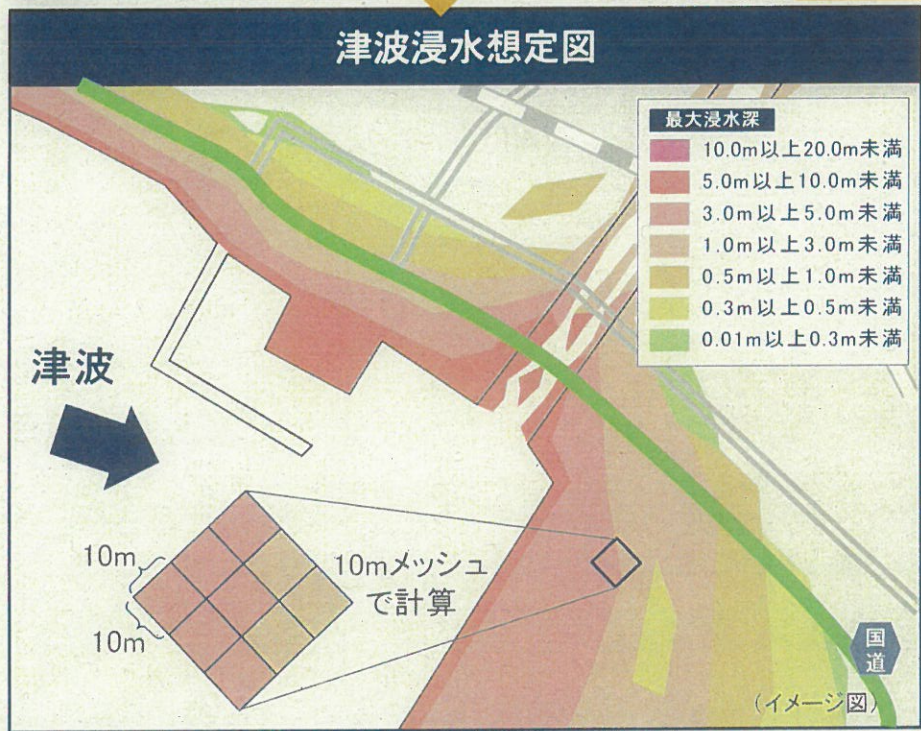 津波浸水想定図
最大浸水深
10.0m以上20.0m未満
5.0m以上10.0m未満
3.0m以上5.0m未満
1.0m以上3.0m未満
0.5m以上1.0m未満
0.3m以上0.5m未満
0.01m以上0.3m未満
津波
10m
10m
10mメッシュ
で計算
国道
(イメージ図)